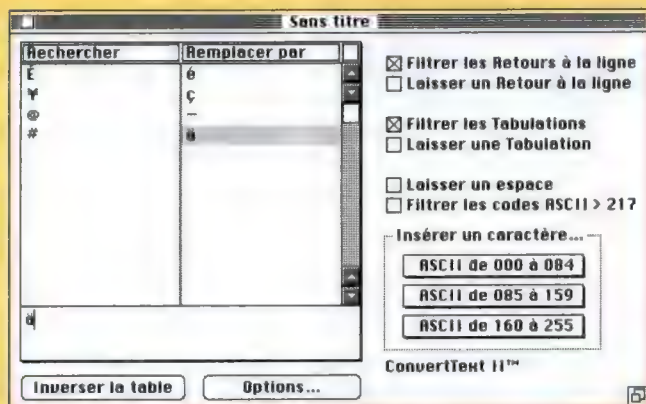 Sans titre
Rechercher Remplacer par
É é
¥ ç
@ —
# ü
ü
Filtrer les Retours à la ligne
Laisser un Retour à la ligne
Filtrer les Tabulations
Laisser une Tabulation
Laisser un espace
Filtrer les codes ASCII > 217
Insérer un caractère...
ASCII de 000 à 084
ASCII de 085 à 159
ASCII de 160 à 255
ConvertText II™
Inverser la table Options...